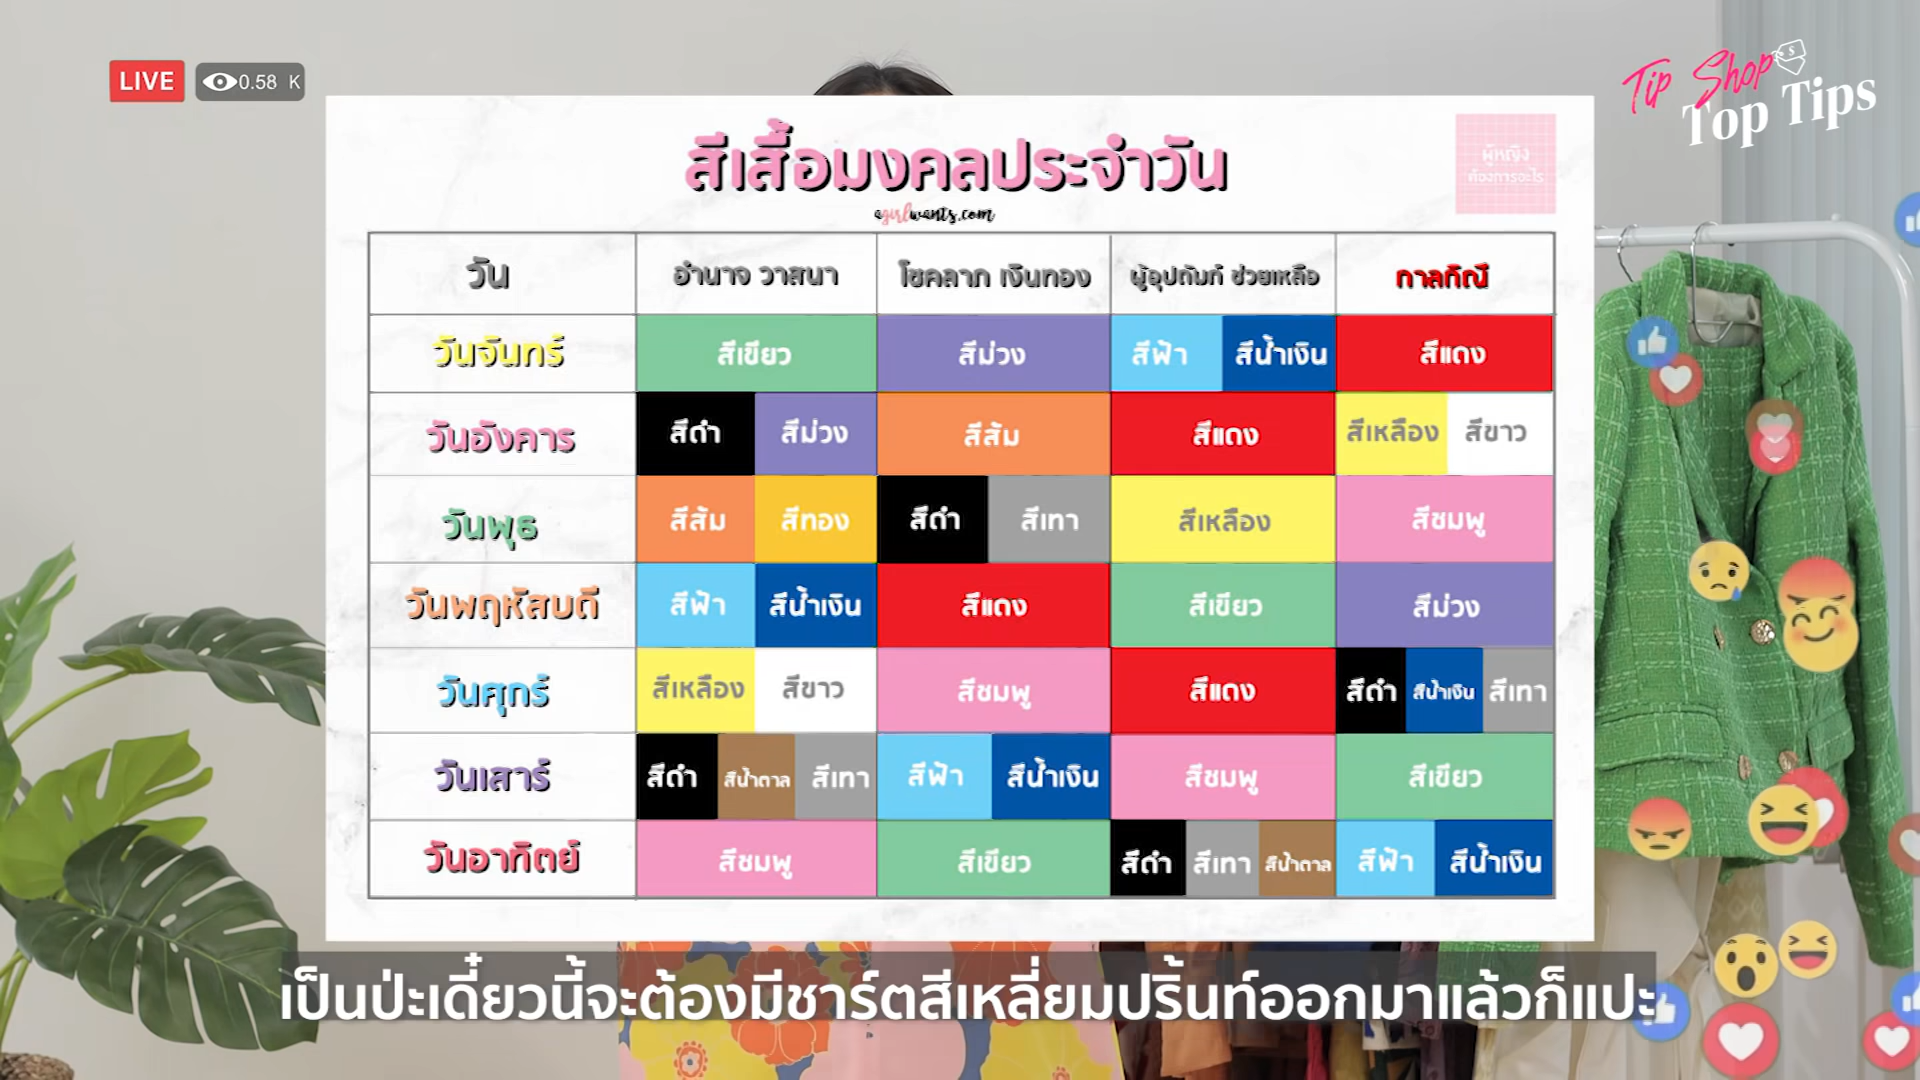 LIVE
0.58 K
Tip Shop
Top Tips
สีเสื้อมงคลประจำวัน
agirlwants.com
ผู้หญิง
ต้องการอะไร
วัน อำนาจ วาสนา โชคลาภ เงินทอง ผู้อุปถัมภ์ ช่วยเหลือ กาลกิณี
วันจันทร์ สีเขียว สีม่วง สีฟ้า สีน้ำเงิน สีแดง
วันอังคาร สีดำ สีม่วง สีส้ม สีแดง สีเหลือง สีขาว
วันพุธ สีส้ม สีทอง สีดำ สีเทา สีเหลือง สีชมพู
วันพฤหัสบดี สีฟ้า สีน้ำเงิน สีแดง สีเขียว สีม่วง
วันศุกร์ สีเหลือง สีขาว สีชมพู สีแดง สีดำ สีน้ำเงิน สีเทา
วันเสาร์ สีดำ สีน้ำตาล สีเทา สีฟ้า สีน้ำเงิน สีชมพู สีเขียว
วันอาทิตย์ สีชมพู สีเขียว สีดำ สีเทา สีน้ำตาล สีฟ้า สีน้ำเงิน
เป็นป่ะเดี๋ยวนี้จะต้องมีชาร์ตสีเหลี่ยมปริ้นท์ออกมาแล้วก็แปะ